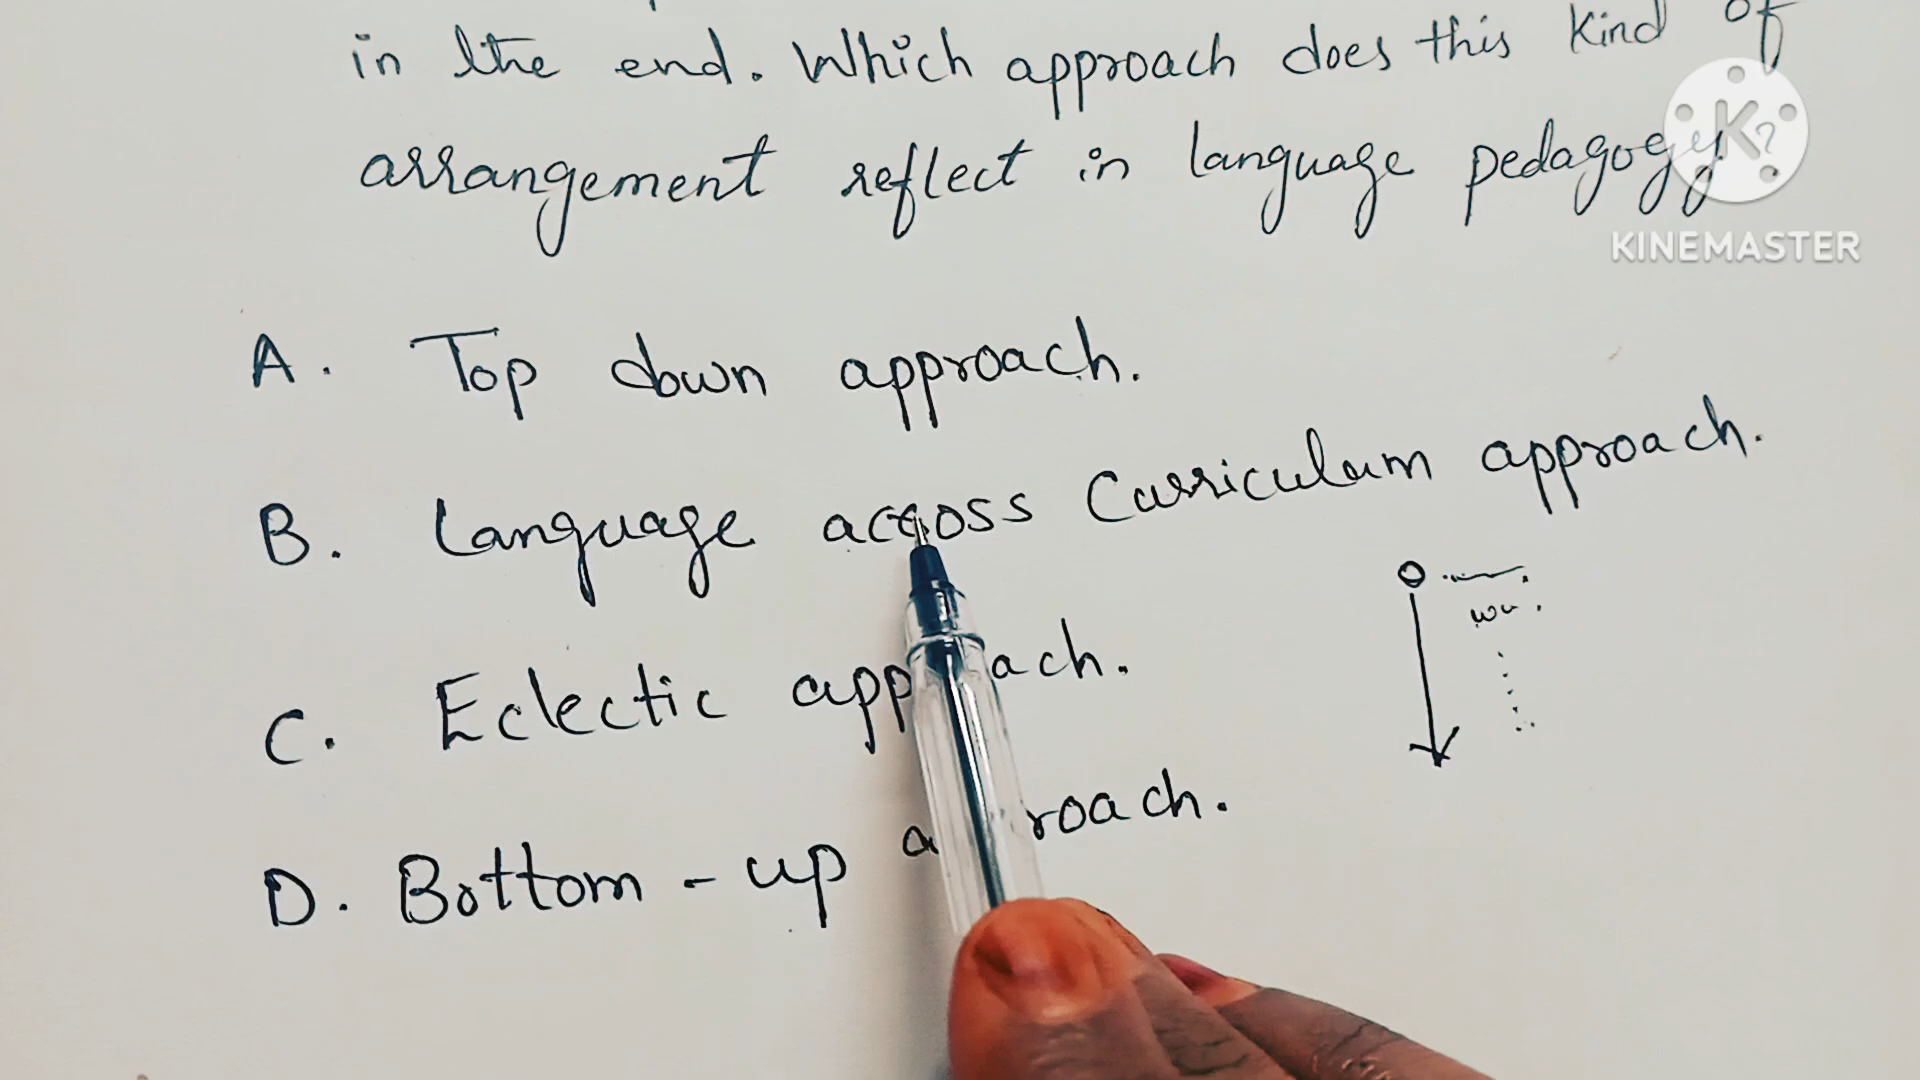 in the end. Which approach does this kind of
arrangement reflect in language pedagogy?
KINEMASTER
A. Top down approach.
B. Language across Curriculum approach.
C. Eclectic approach.
D. Bottom-up approach.